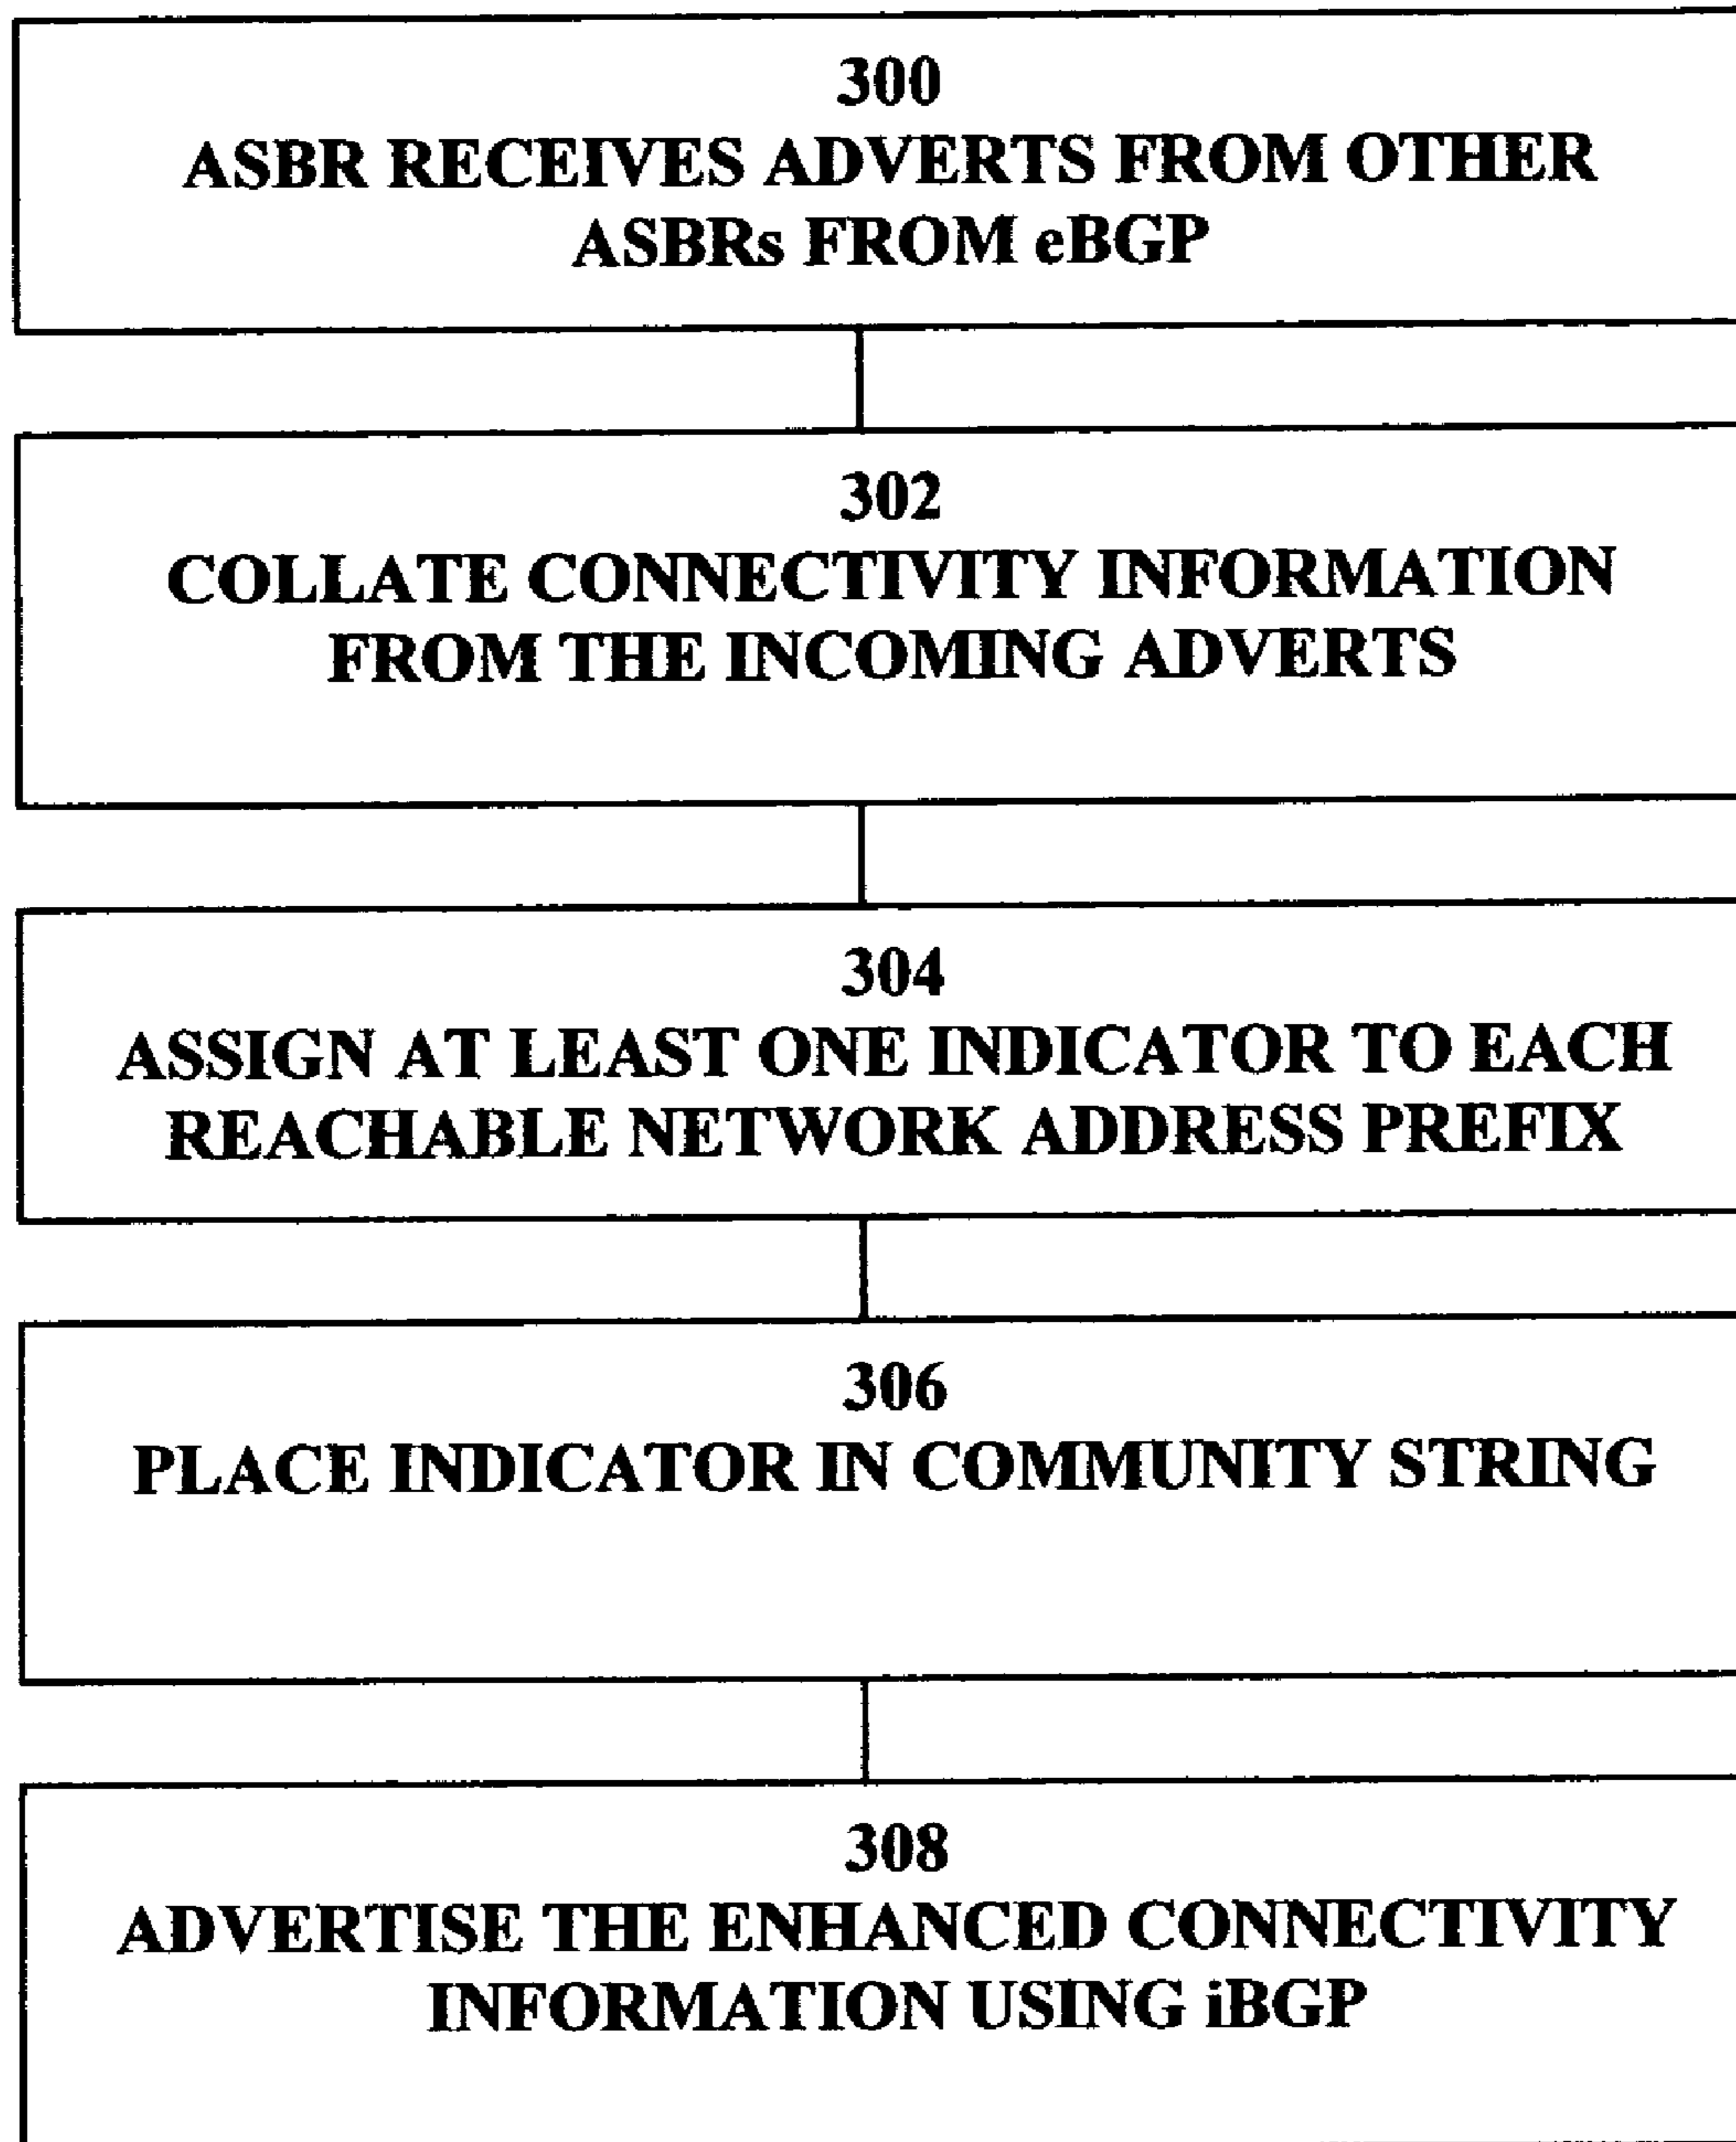 300
ASBR RECEIVES ADVERTS FROM OTHER
ASBRs FROM eBGP
302
COLLATE CONNECTIVITY INFORMATION
FROM THE INCOMING ADVERTS
304
ASSIGN AT LEAST ONE INDICATOR TO EACH
REACHABLE NETWORK ADDRESS PREFIX
306
PLACE INDICATOR IN COMMUNITY STRING
308
ADVERTISE THE ENHANCED CONNECTIVITY
INFORMATION USING iBGP